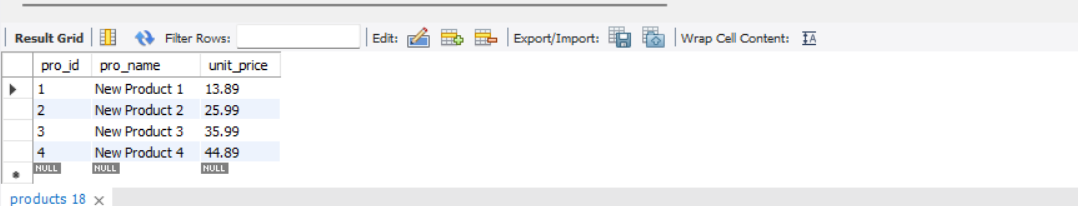 Result Grid Filter Rows: Edit: Export/Import: Wrap Cell Content: IA
pro_id pro_name unit_price
1 New Product 1 13.89
2 New Product 2 25.99
3 New Product 3 35.99
4 New Product 4 44.89
NULL NULL NULL
products 18 ×